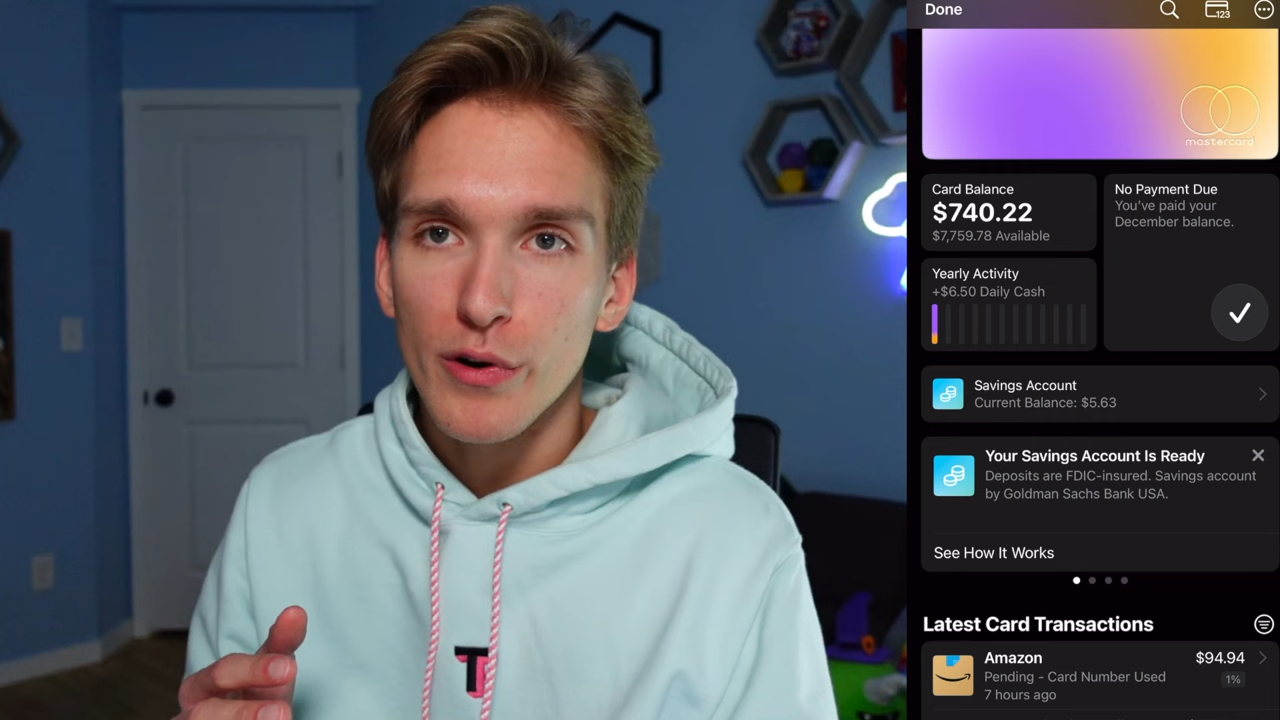 Done
123
mastercard
Card Balance
$740.22
$7,759.78 Available
No Payment Due
You've paid your
December balance.
Yearly Activity
+$6.50 Daily Cash
Savings Account
Current Balance: $5.63
Your Savings Account Is Ready
Deposits are FDIC-insured. Savings account
by Goldman Sachs Bank USA.
See How It Works
Latest Card Transactions
Amazon
$94.94
Pending - Card Number Used
1%
7 hours ago
T